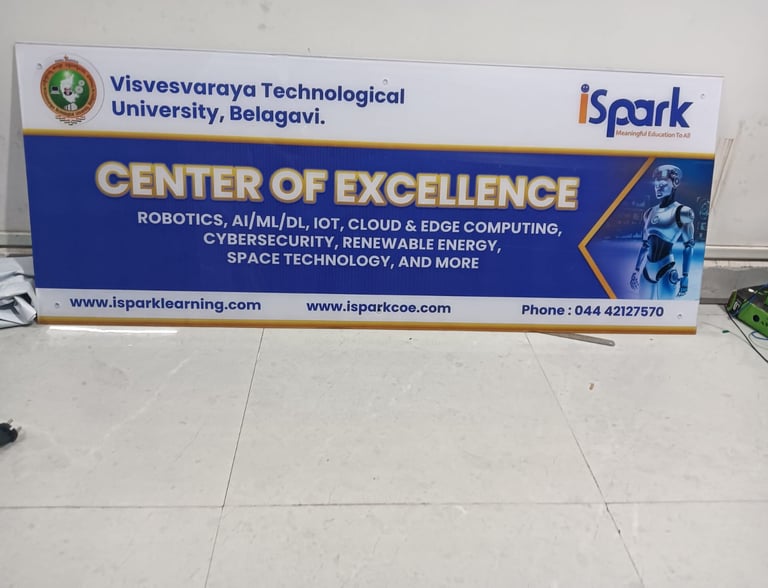 Visvesvaraya Technological
University, Belagavi.
iSpark
Meaningful Education To All
CENTER OF EXCELLENCE
ROBOTICS, AI/ML/DL, IOT, CLOUD & EDGE COMPUTING,
CYBERSECURITY, RENEWABLE ENERGY,
SPACE TECHNOLOGY, AND MORE
www.isparklearning.com
www.isparkcoe.com
Phone : 044 42127570